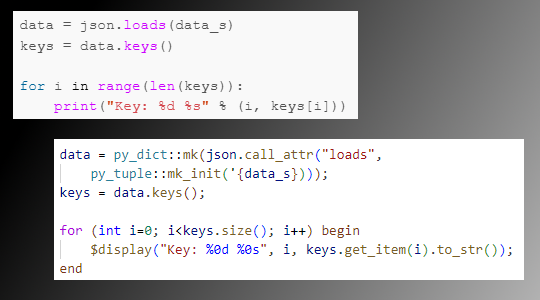 data = json.loads(data_s)
keys = data.keys()
for i in range(len(keys)):
print("Key: %d %s" % (i, keys[i]))
data = py_dict::mk(json.call_attr("loads",
py_tuple::mk_init('{data_s})));
keys = data.keys();
for (int i=0; i<keys.size(); i++) begin
$display("Key: %0d %0s", i, keys.get_item(i).to_str());
end